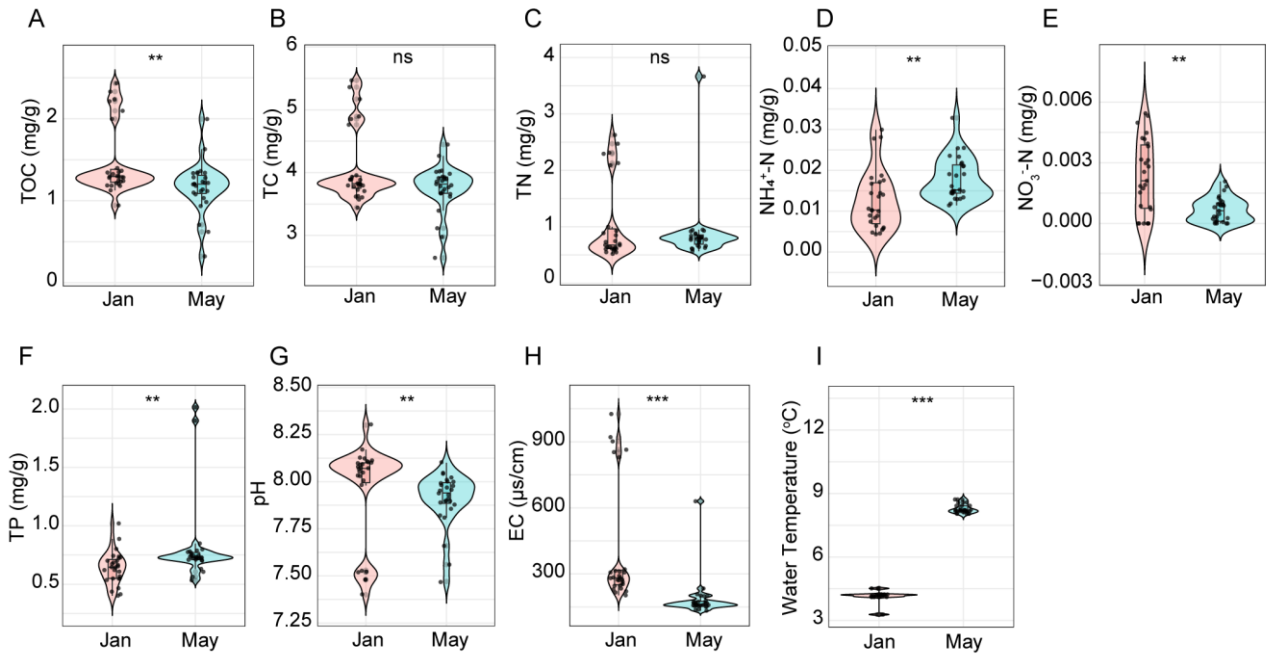 A
TOC (mg/g)
2
1
0
**
Jan May
B
TC (mg/g)
6
5
4
3
ns
Jan May
C
TN (mg/g)
4
3
2
1
0
ns
Jan May
D
NH₄⁺-N (mg/g)
0.05
0.04
0.03
0.02
0.01
0.00
**
Jan May
E
NO₃⁻-N (mg/g)
0.006
0.003
0.000
−0.003
**
Jan May
F
TP (mg/g)
2.0
1.5
1.0
0.5
**
Jan May
G
pH
8.50
8.25
8.00
7.75
7.50
7.25
**
Jan May
H
EC (μs/cm)
900
600
300
***
Jan May
I
Water Temperature (°C)
12
9
6
3
***
Jan May